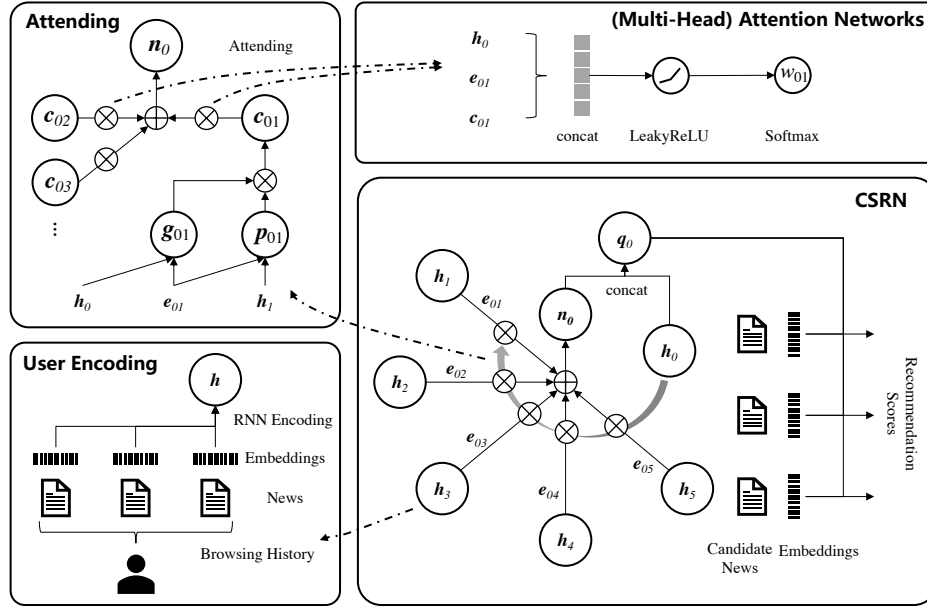 Attending
n0
Attending
c02
c01
c03
...
g01
p01
h0
e01
h1
(Multi-Head) Attention Networks
h0
e01
c01
w01
concat
LeakyReLU
Softmax
User Encoding
h
RNN Encoding
Embeddings
News
Browsing History
CSRN
q0
concat
h1
e01
n0
h0
h2
e02
e03
e05
h3
e04
h5
h4
Candidate News
Embeddings
Recommendation
Scores